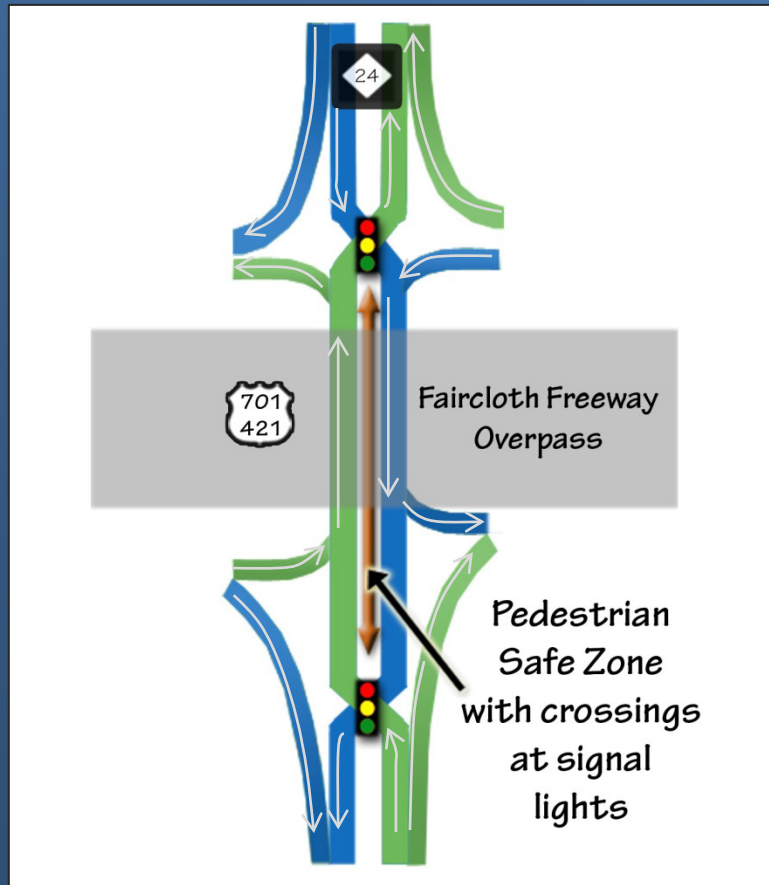 24
701
421
Faircloth Freeway
Overpass
Pedestrian
Safe Zone
with crossings
at signal
lights